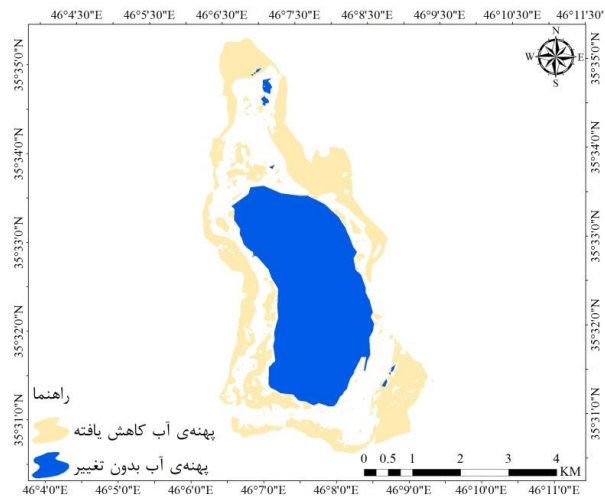 46°4'30"E 46°5'30"E 46°6'30"E 46°7'30"E 46°8'30"E 46°9'30"E 46°10'30"E 46°11'30"E
N
W E
S
35°35'0"N 35°35'0"N
35°34'0"N 35°34'0"N
35°33'0"N 35°33'0"N
35°32'0"N 35°32'0"N
35°31'0"N 35°31'0"N
راهنما
پهنه‌ی آب کاهش یافته
پهنه‌ی آب بدون تغییر
0 0.5 1 2 3 4
KM
46°4'0"E 46°5'0"E 46°6'0"E 46°7'0"E 46°8'0"E 46°9'0"E 46°10'0"E 46°11'0"E